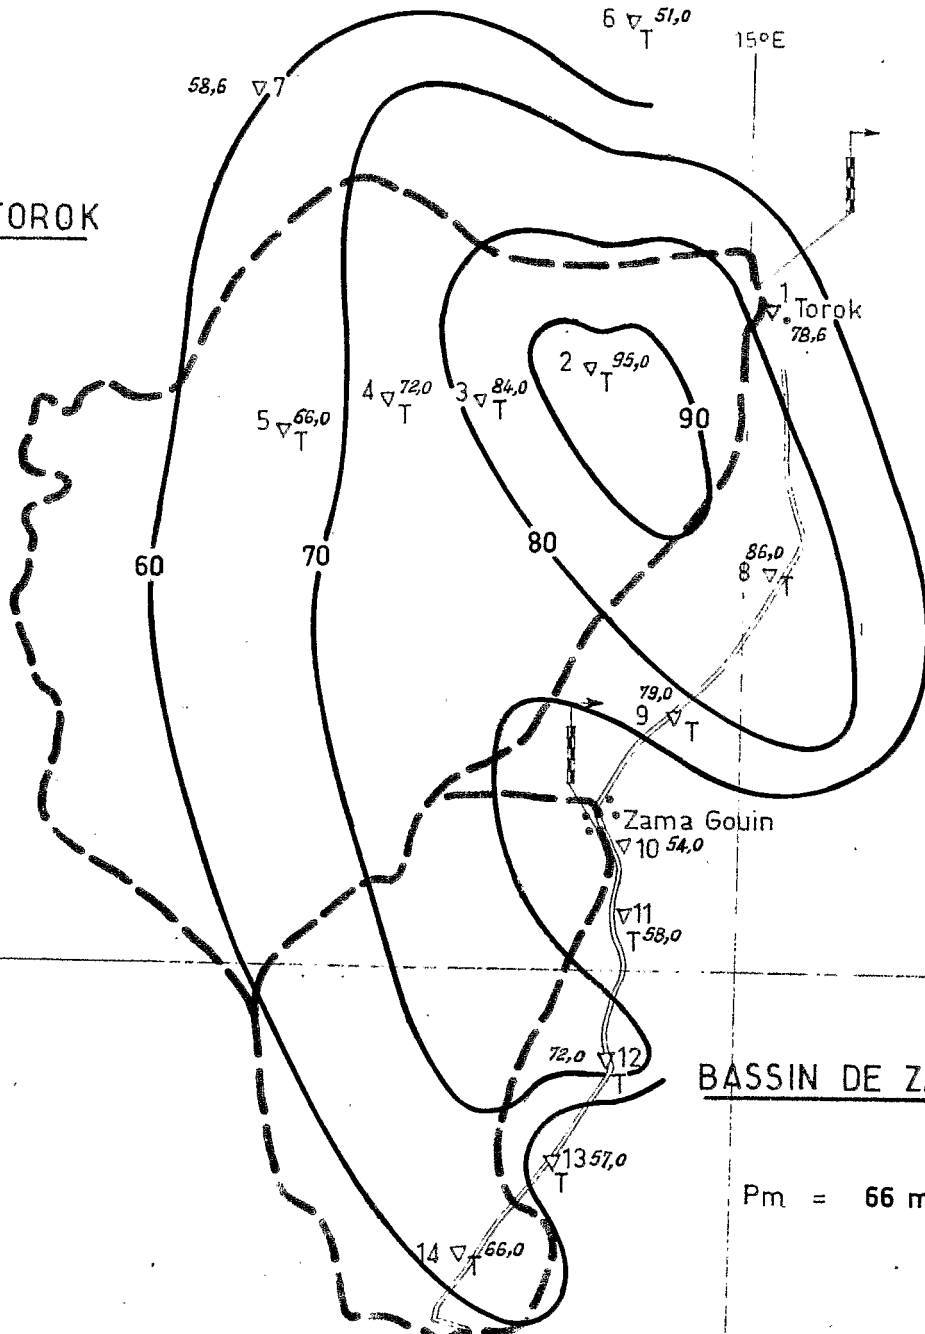 6 51,0
T
15°E
58,6 7
TOROK
1 Torok
78,6
2 95,0
T
4 72,0
T
3 84,0
T
5 66,0
T
90
80
70
60
86,0
8 T
79,0
9 T
Zama Gouin
10 54,0
11
T 58,0
72,0 12
T
BASSIN DE
13 57,0
T
Pm = 66
14 66,0
T